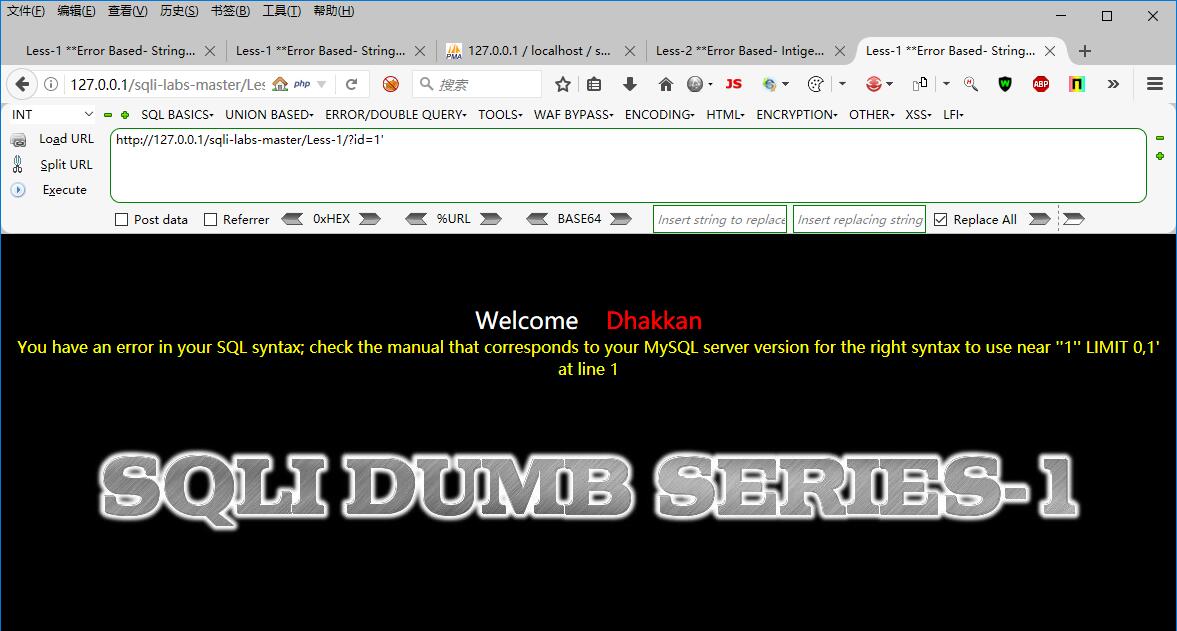 文件(F) 编辑(E) 查看(V) 历史(S) 书签(B) 工具(T) 帮助(H)
Less-1 **Error Based- String... Less-1 **Error Based- String... PMA 127.0.0.1 / localhost / s... Less-2 **Error Based- Intige... Less-1 **Error Based- String...
127.0.0.1/sqli-labs-master/Les php 搜索 JS ABP
INT SQL BASICS UNION BASED ERROR/DOUBLE QUERY TOOLS WAF BYPASS ENCODING HTML ENCRYPTION OTHER XSS LFI
Load URL http://127.0.0.1/sqli-labs-master/Less-1/?id=1'
Split URL
Execute
Post data Referrer 0xHEX %URL BASE64 Insert string to replace Insert replacing string Replace All
Welcome Dhakkan
You have an error in your SQL syntax; check the manual that corresponds to your MySQL server version for the right syntax to use near ''1'' LIMIT 0,1'
at line 1
SQLI DUMB SERIES-1